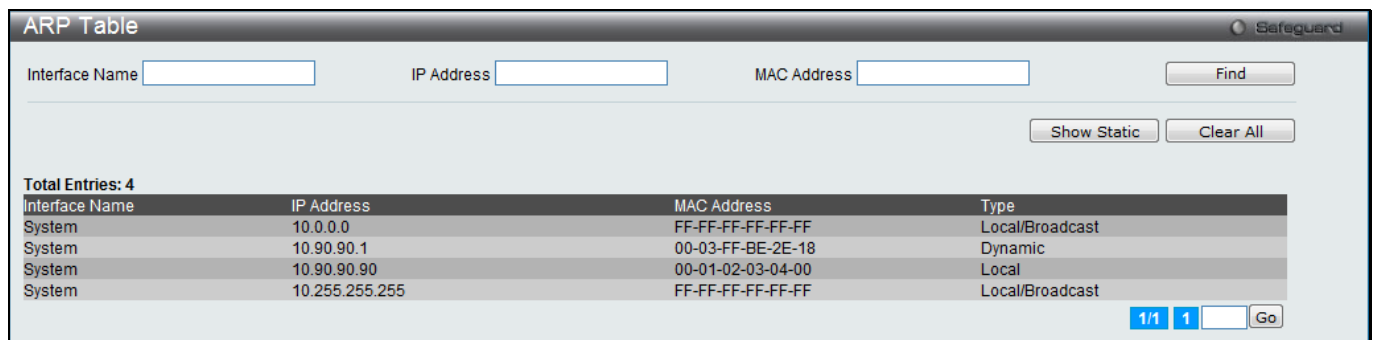 ARP Table
Safeguard
Interface Name IP Address MAC Address Find
Show Static Clear All
Total Entries: 4
Interface Name IP Address MAC Address Type
System 10.0.0.0 FF-FF-FF-FF-FF-FF Local/Broadcast
System 10.90.90.1 00-03-FF-BE-2E-18 Dynamic
System 10.90.90.90 00-01-02-03-04-00 Local
System 10.255.255.255 FF-FF-FF-FF-FF-FF Local/Broadcast
1/1 1 Go